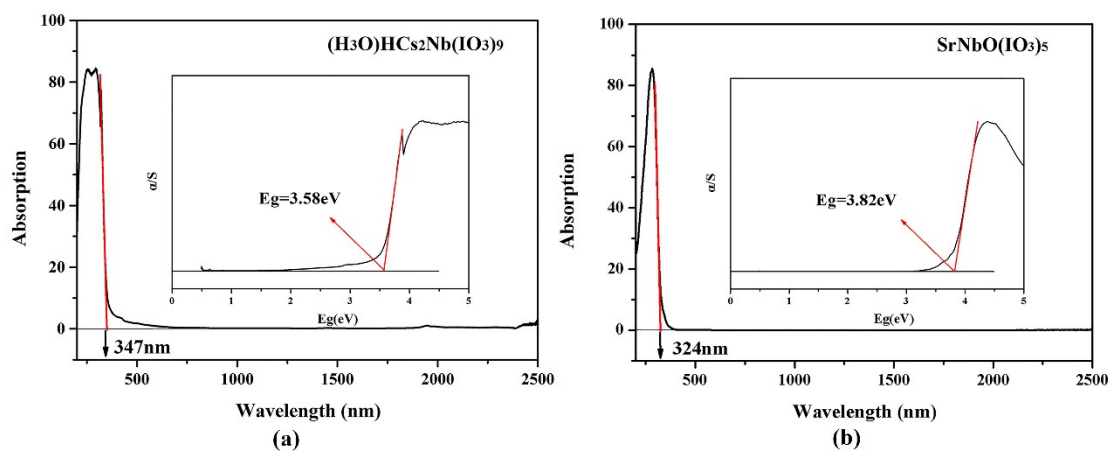 (H₃O)HCs₂Nb(IO₃)₉
Absorption
80
60
40
20
0
α/S
Eg=3.58eV
0 1 2 3 4 5
Eg(eV)
347nm
500 1000 1500 2000 2500
Wavelength (nm)
(a)
SrNbO(IO₃)₅
Absorption
80
60
40
20
0
α/S
Eg=3.82eV
0 1 2 3 4 5
Eg(eV)
324nm
500 1000 1500 2000 2500
Wavelength (nm)
(b)